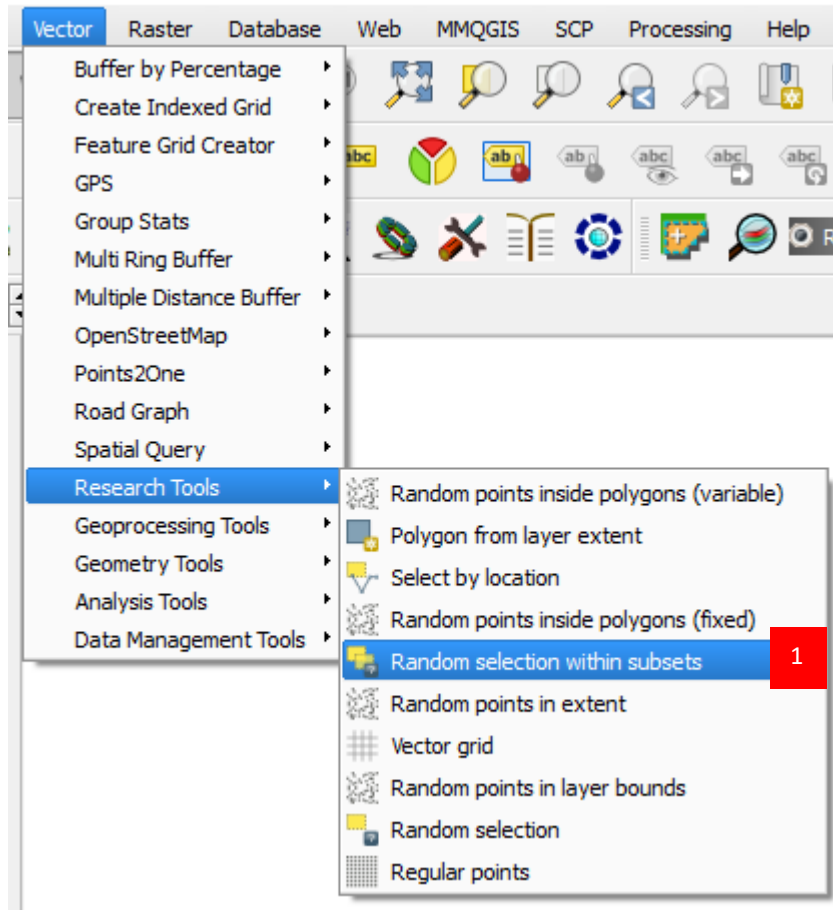 Vector Raster Database Web MMQGIS SCP Processing Help
Buffer by Percentage
Create Indexed Grid
Feature Grid Creator
abc ab ab abc abc abc
GPS
Group Stats
R
Multi Ring Buffer
Multiple Distance Buffer
OpenStreetMap
Points2One
Road Graph
Spatial Query
Research Tools
Geoprocessing Tools
Geometry Tools
Analysis Tools
Data Management Tools
Random points inside polygons (variable)
Polygon from layer extent
Select by location
Random points inside polygons (fixed)
Random selection within subsets 1
Random points in extent
Vector grid
Random points in layer bounds
Random selection
Regular points